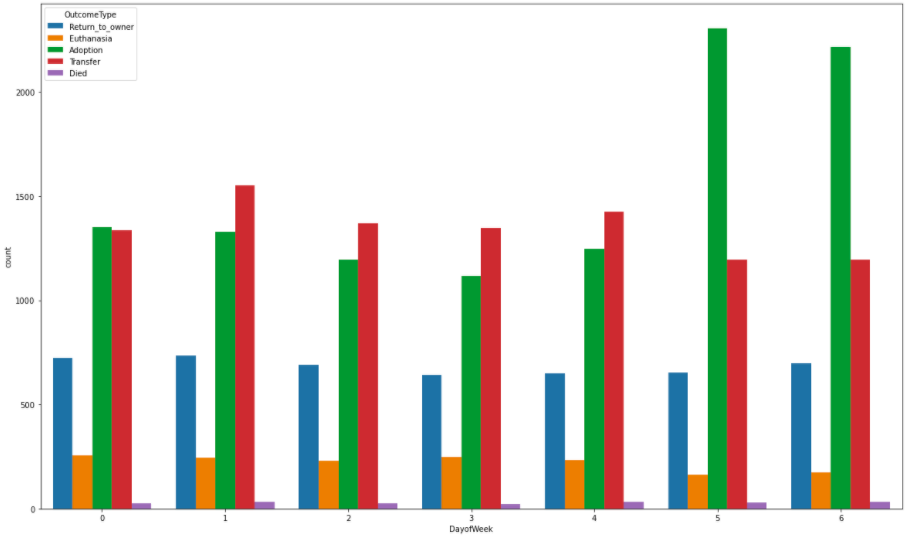 OutcomeType
Return_to_owner
Euthanasia
Adoption
Transfer
Died
2000
1500
1000
500
0
count
0 1 2 3 4 5 6
DayofWeek